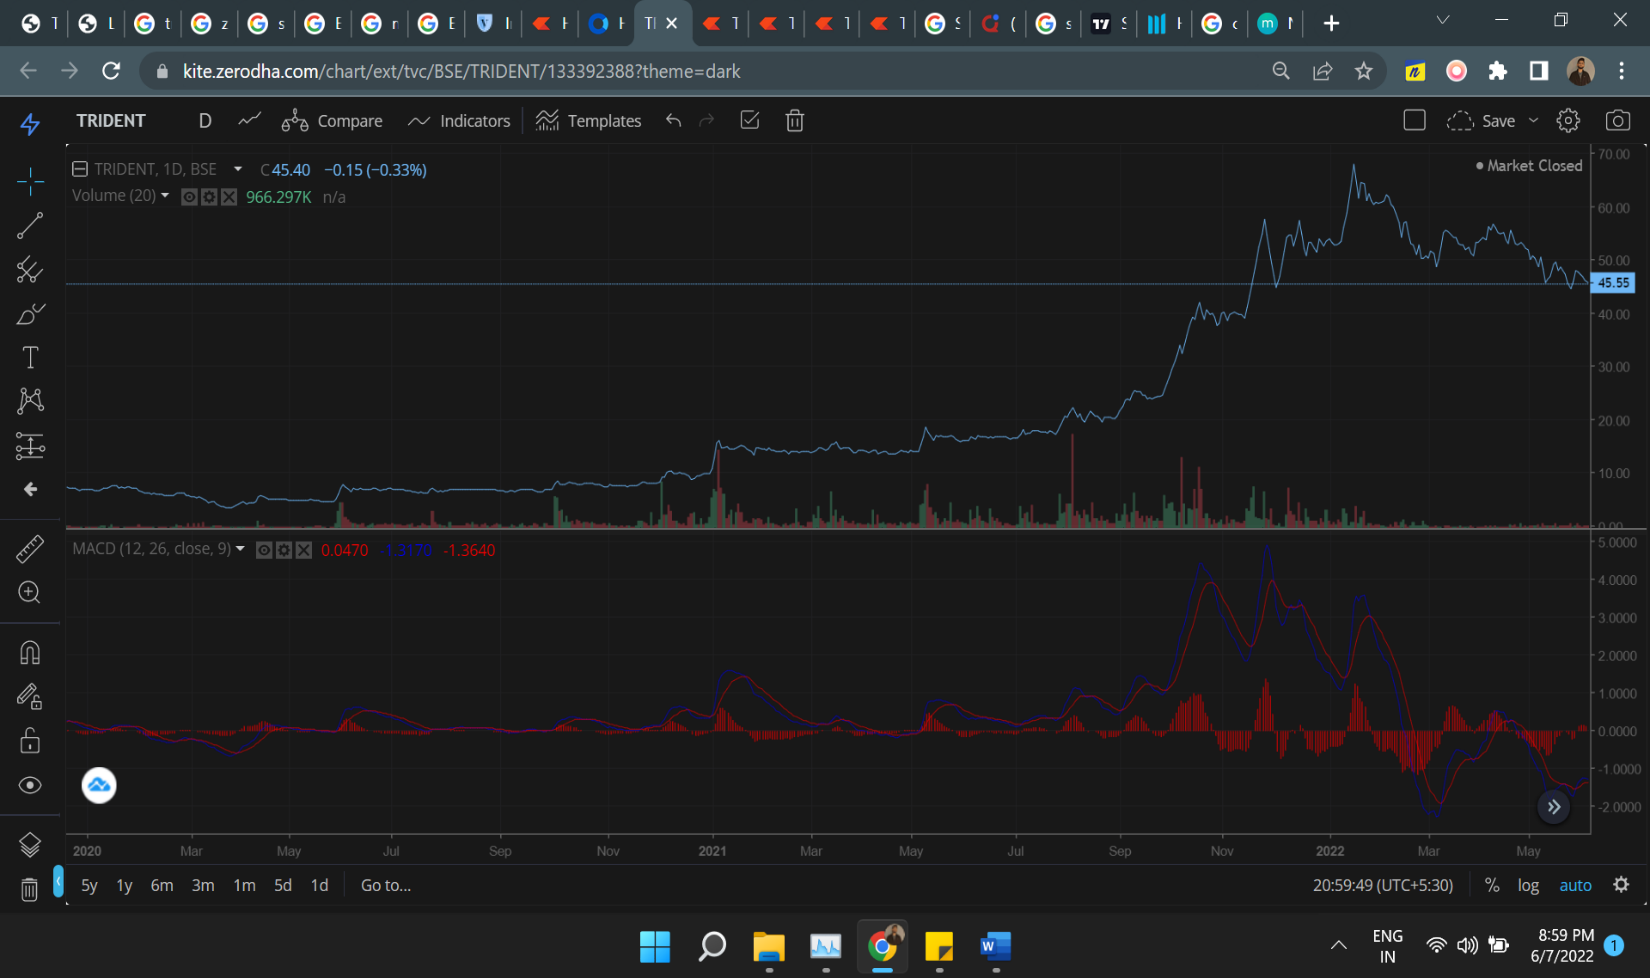 kite.zerodha.com/chart/ext/tvc/BSE/TRIDENT/133392388?theme=dark
TRIDENT D Compare Indicators Templates Save
TRIDENT, 1D, BSE C45.40 −0.15 (−0.33%)
Market Closed
Volume (20) 966.297K n/a
70.00
60.00
50.00
45.55
40.00
30.00
20.00
10.00
0.00
MACD (12, 26, close, 9) 0.0470 -1.3170 -1.3640
5.0000
4.0000
3.0000
2.0000
1.0000
0.0000
-1.0000
-2.0000
2020 Mar May Jul Sep Nov 2021 Mar May Jul Sep Nov 2022 Mar May
5y 1y 6m 3m 1m 5d 1d Go to... 20:59:49 (UTC+5:30) % log auto
ENG
IN
8:59 PM
6/7/2022
1